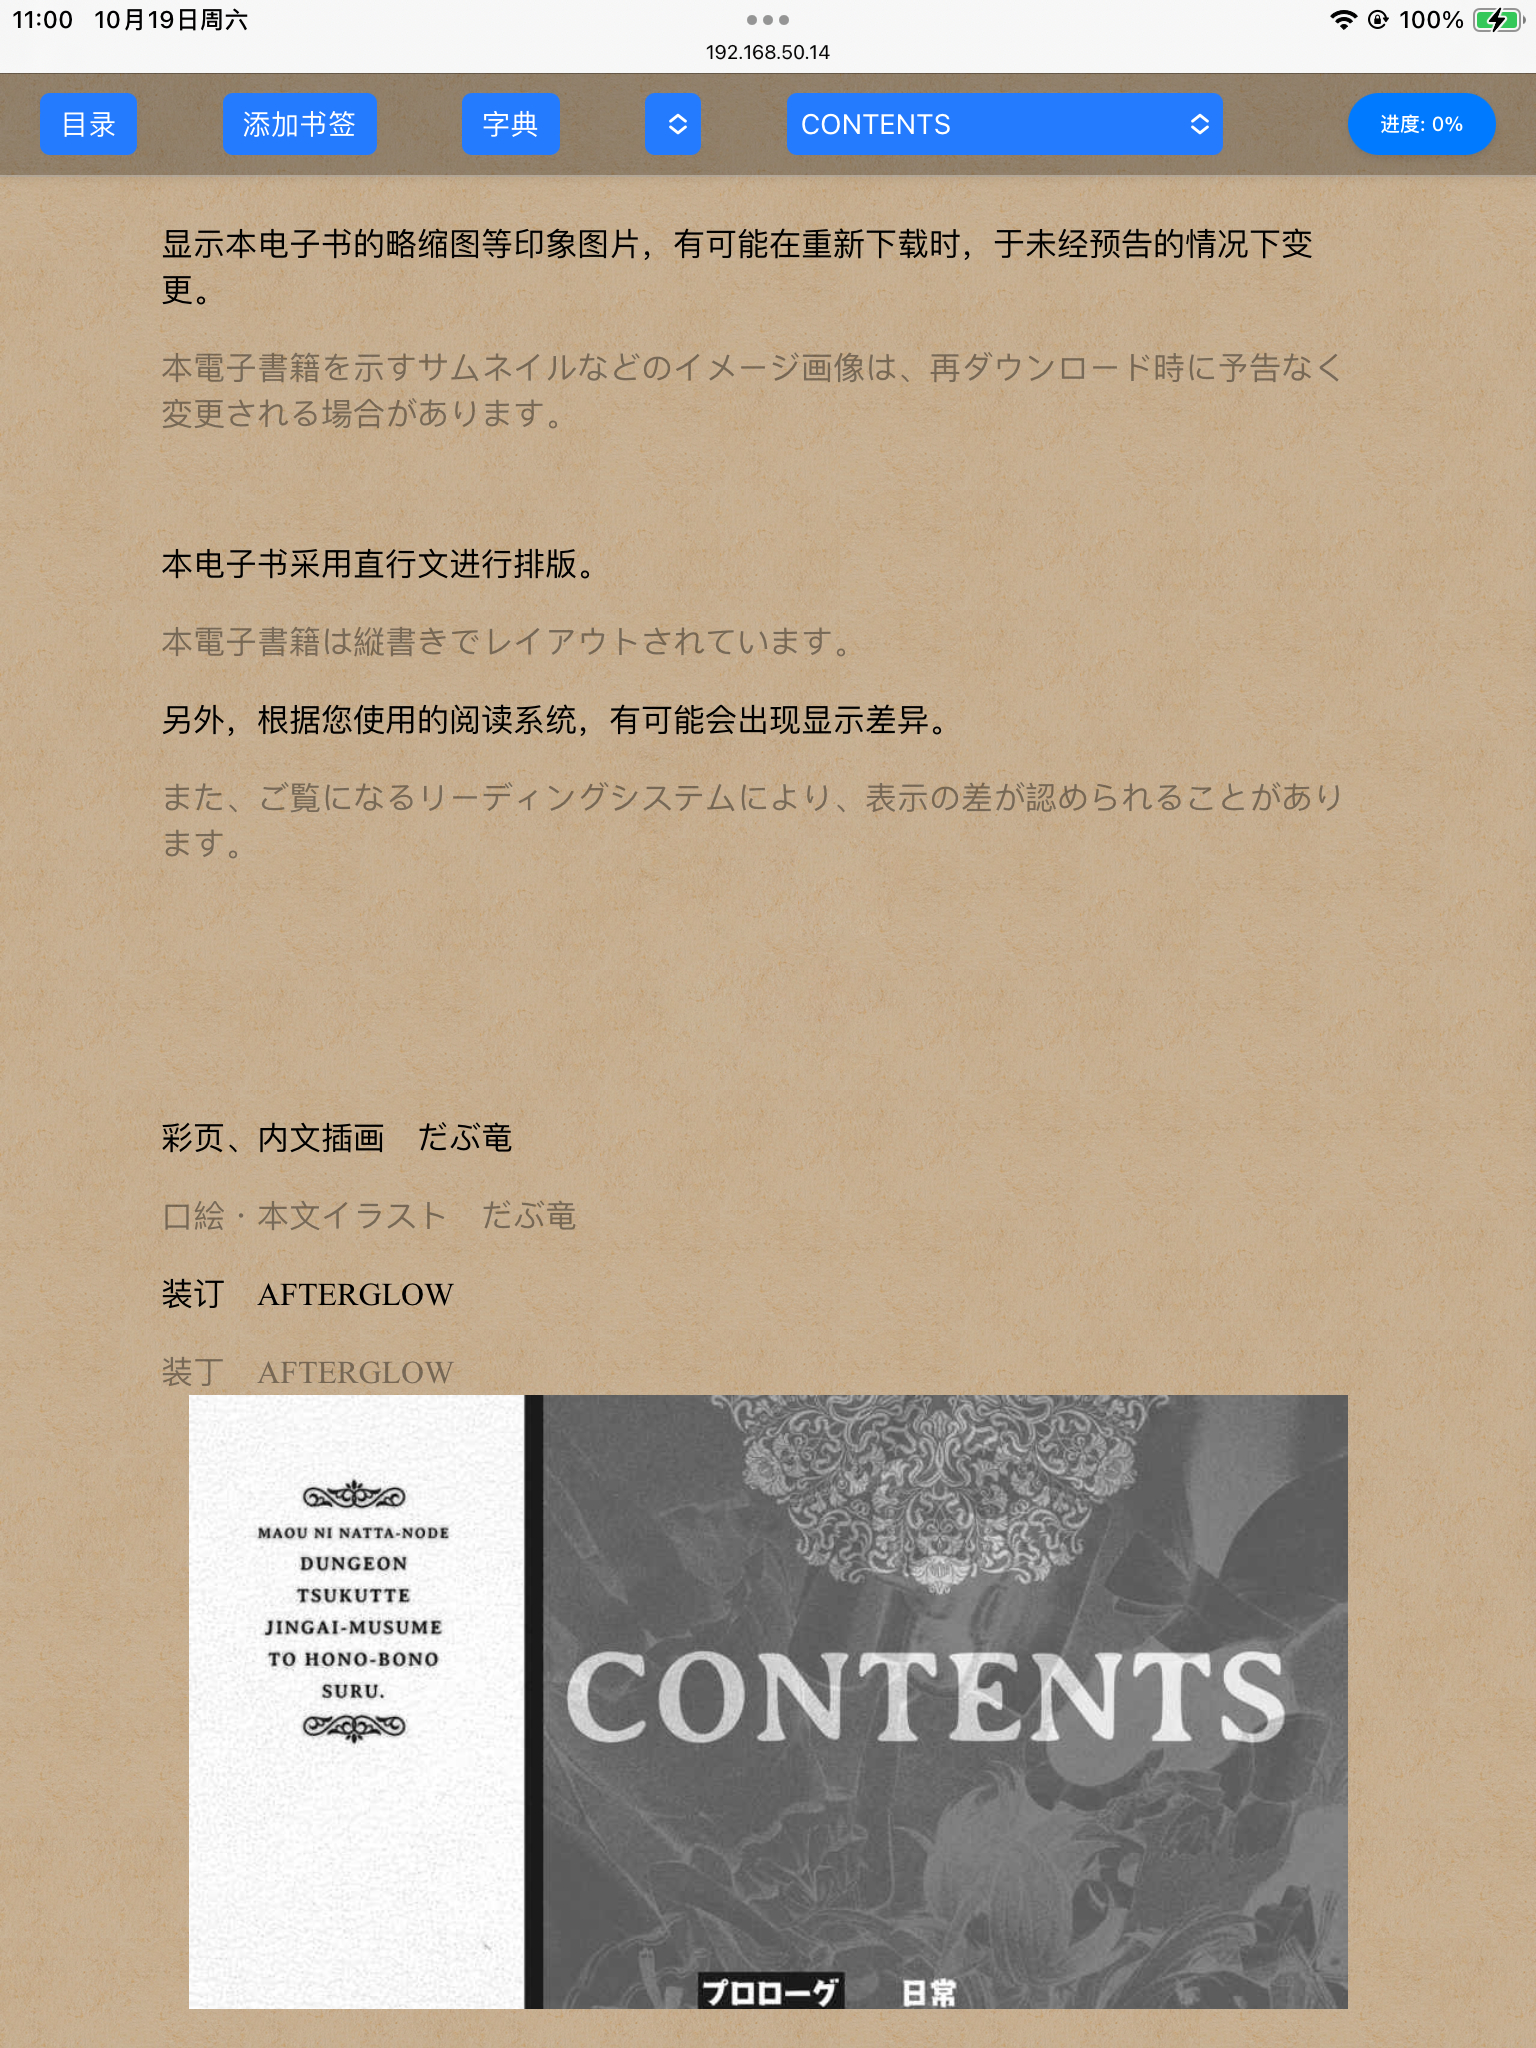 11:00 10月19日周六
100%
192.168.50.14
目录 添加书签 字典 CONTENTS 进度: 0%
显示本电子书的略缩图等印象图片，有可能在重新下载时，于未经预告的情况下变
更。
本電子書籍を示すサムネイルなどのイメージ画像は、再ダウンロード時に予告なく
変更される場合があります。
本电子书采用直行文进行排版。
本電子書籍は縦書きでレイアウトされています。
另外，根据您使用的阅读系统，有可能会出现显示差异。
また、ご覧になるリーディングシステムにより、表示の差が認められることがあり
ます。
彩页、内文插画　だぶ竜
口絵・本文イラスト　だぶ竜
装订　AFTERGLOW
装丁　AFTERGLOW
MAOU NI NATTA-NODE
DUNGEON
TSUKUTTE
JINGAI-MUSUME
TO HONO-BONO
SURU.
CONTENTS
プロローグ 日常